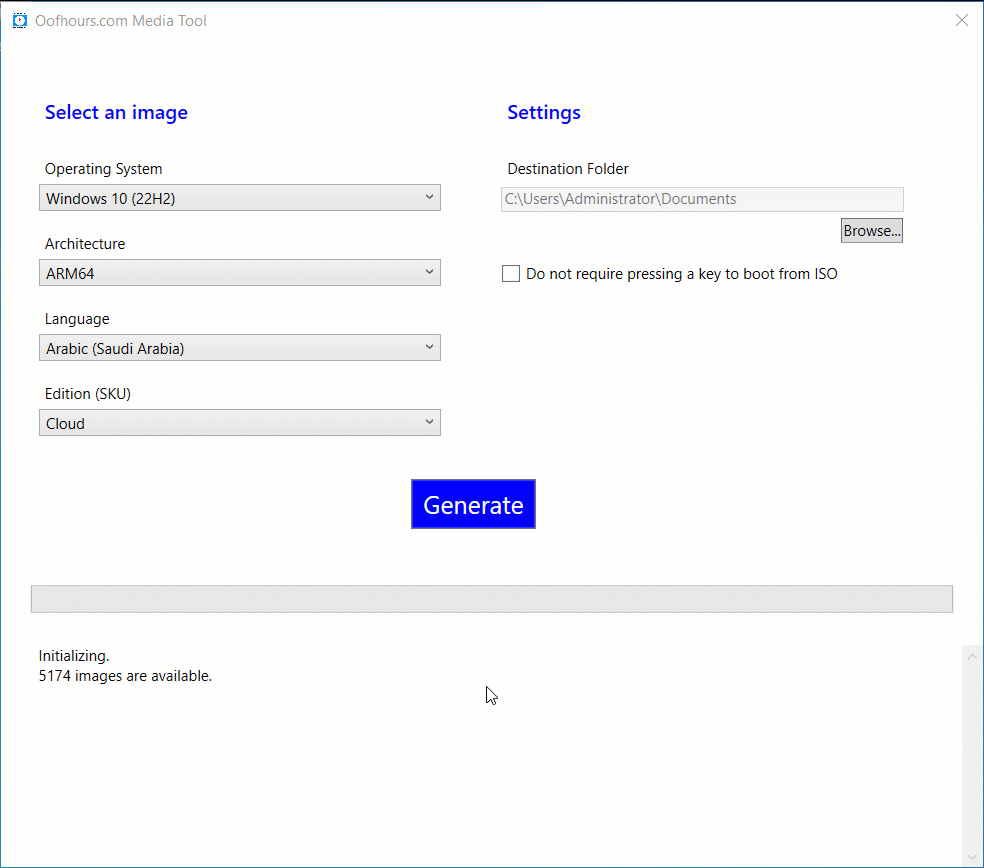 Oofhours.com Media Tool
Select an image
Operating System
Windows 10 (22H2)
Architecture
ARM64
Language
Arabic (Saudi Arabia)
Edition (SKU)
Cloud
Settings
Destination Folder
C:\Users\Administrator\Documents
Browse...
Do not require pressing a key to boot from ISO
Generate
Initializing.
5174 images are available.